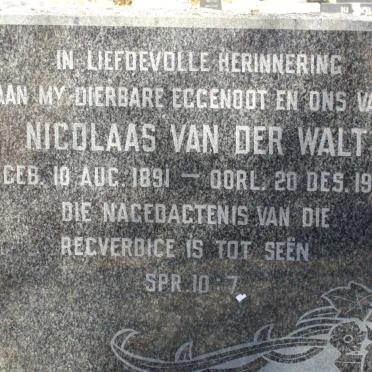 IN LIEFDEVOLLE HERINNERING
AAN MY DIERBARE EGGENOOT EN ONS VA
NICOLAAS VAN DER WALT
GEB. 10 AUG. 1891 — OORL. 20 DES. 19
DIE NAGEDAGTENIS VAN DIE
REGVERDIGE IS TOT SEËN
SPR. 10-7